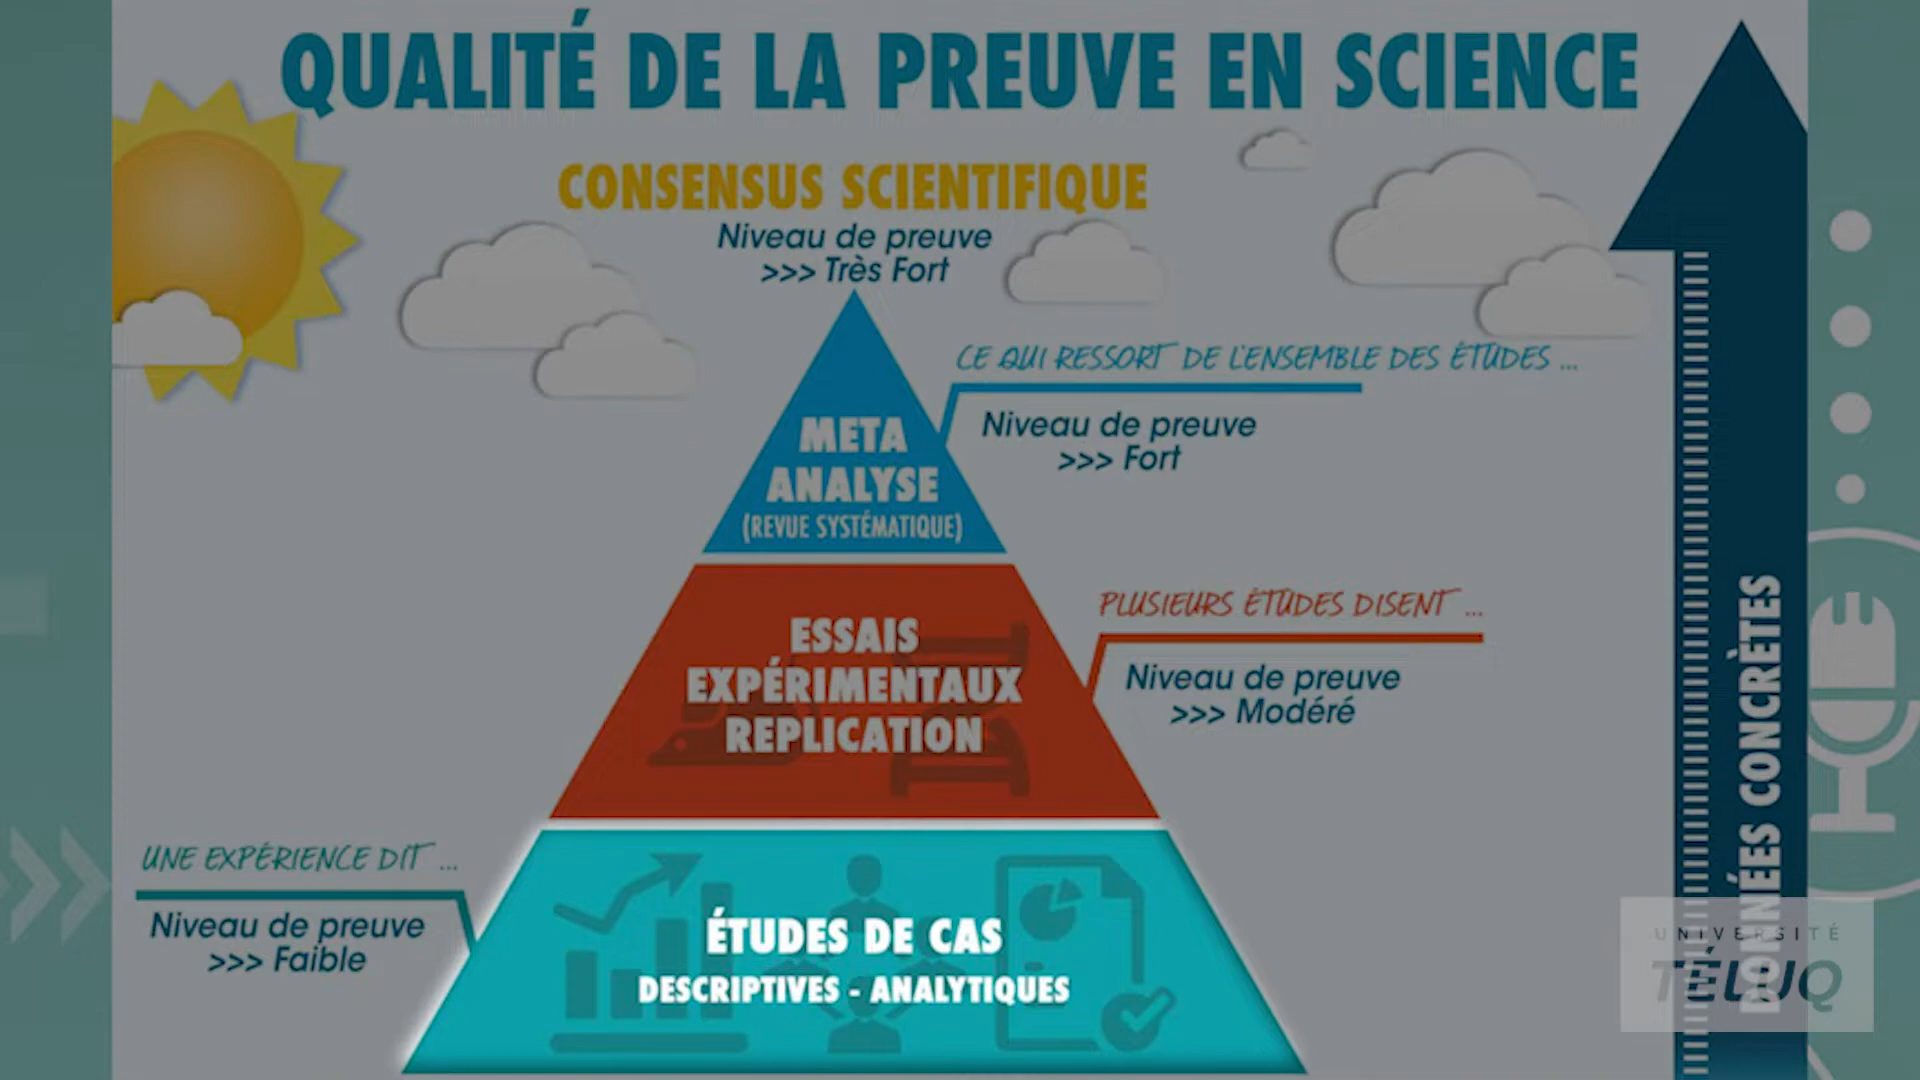 QUALITÉ DE LA PREUVE EN SCIENCE
CONSENSUS SCIENTIFIQUE
Niveau de preuve
>>> Très Fort
CE QUI RESSORT DE L'ENSEMBLE DES ÉTUDES ...
Niveau de preuve
>>> Fort
META
ANALYSE
(REVUE SYSTÉMATIQUE)
PLUSIEURS ÉTUDES DISENT ...
Niveau de preuve
>>> Modéré
ESSAIS
EXPÉRIMENTAUX
REPLICATION
UNE EXPÉRIENCE DIT ...
Niveau de preuve
>>> Faible
ÉTUDES DE CAS
DESCRIPTIVES - ANALYTIQUES
DONNÉES CONCRÈTES
UNIVERSITÉ
TÉLUQ